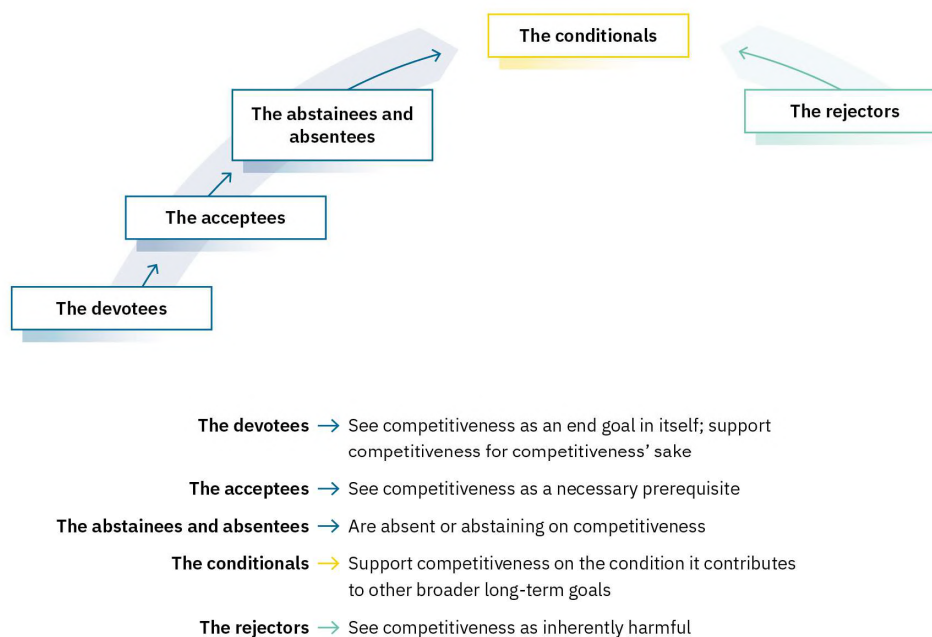 The conditionals
The abstainees and
absentees
The rejectors
The acceptees
The devotees
The devotees → See competitiveness as an end goal in itself; support
competitiveness for competitiveness’ sake
The acceptees → See competitiveness as a necessary prerequisite
The abstainees and absentees → Are absent or abstaining on competitiveness
The conditionals → Support competitiveness on the condition it contributes
to other broader long-term goals
The rejectors → See competitiveness as inherently harmful